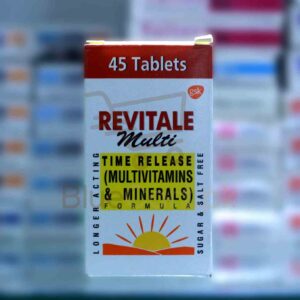 45 Tablets
gsk
REVITALE
Multi
TIME RELEASE
(MULTIVITAMINS
& MINERALS)
FORMULA
LONGER ACTING
SUGAR & SALT FREE